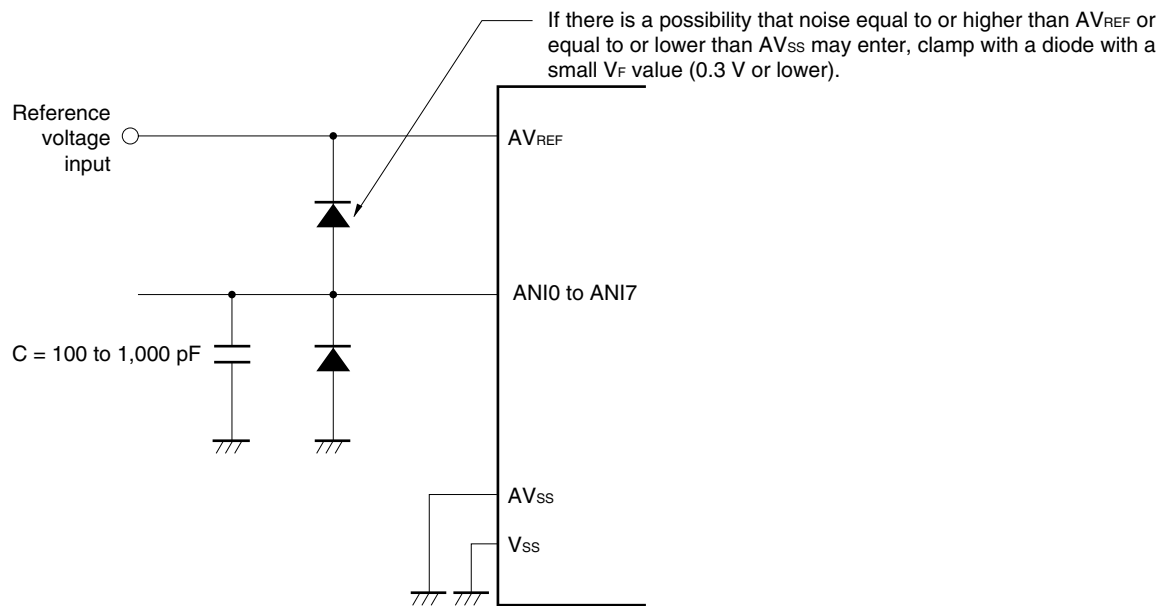 If there is a possibility that noise equal to or higher than AVREF or
equal to or lower than AVSS may enter, clamp with a diode with a
small VF value (0.3 V or lower).
Reference
voltage
input
AVREF
ANI0 to ANI7
C = 100 to 1,000 pF
AVSS
VSS